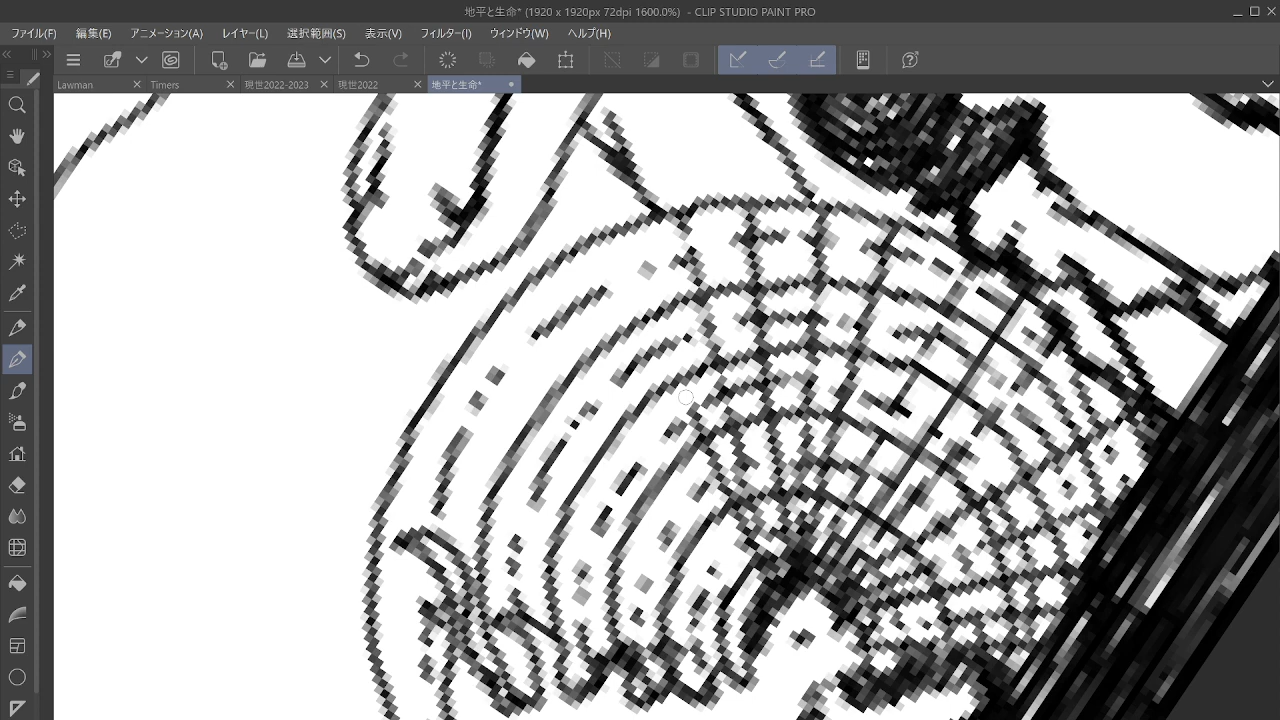 地平と生命* (1920 x 1920px 72dpi 1600.0%) - CLIP STUDIO PAINT PRO
ファイル(F) 編集(E) アニメーション(A) レイヤー(L) 選択範囲(S) 表示(V) フィルター(I) ウィンドウ(W) ヘルプ(H)
Lawman Timers 現世2022-2023 現世2022 地平と生命*